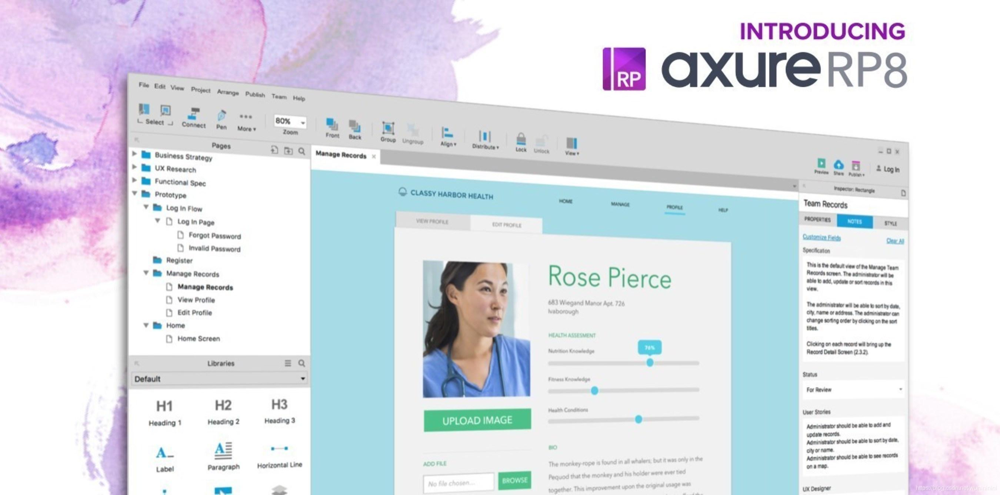 INTRODUCING
RP axure RP8
File Edit View Project Arrange Publish Team Help
Select Connect Pen More 80% Zoom Front Back Group Ungroup Align Distribute Lock Unlock View
Preview Share Publish Log In
Pages
Business Strategy
UX Research
Functional Spec
Prototype
Log In Flow
Log In Page
Forgot Password
Invalid Password
Register
Manage Records
Manage Records
View Profile
Edit Profile
Home
Home Screen
Libraries
Default
H1 H2 H3
Heading 1 Heading 2 Heading 3
A A
Label Paragraph Horizontal Line
Manage Records
CLASSY HARBOR HEALTH
HOME MANAGE PROFILE HELP
VIEW PROFILE EDIT PROFILE
Rose Pierce
683 Wiegand Manor Apt. 726
Ivaborough
HEALTH ASSESMENT
76%
Nutrition Knowledge
Fitness Knowledge
Health Conditions
UPLOAD IMAGE
ADD FILE
No file chosen... BROWSE
BIO
The monkey-rope is found in all whalers; but it was only in the
Pequod that the monkey and his holder were ever tied
together. This improvement upon the original usage was
Inspector: Rectangle
Team Records
PROPERTIES NOTES STYLE
Customize Fields Clear All
Specification
This is the default view of the Manage Team
Records screen. The administrator will be
able to add, update or sort records in this
view.
The administrator will be able to sort by date,
city, name or address. The administrator can
change sorting order by clicking on the sort
titles.
Clicking on each record will bring up the
Record Detail Screen (2.3.2).
Status
For Review
User Stories
Administrator should be able to add and
update records.
Administrator should be able to sort by date,
city or name.
Administrator should be able to see records
on a map.
UX Designer